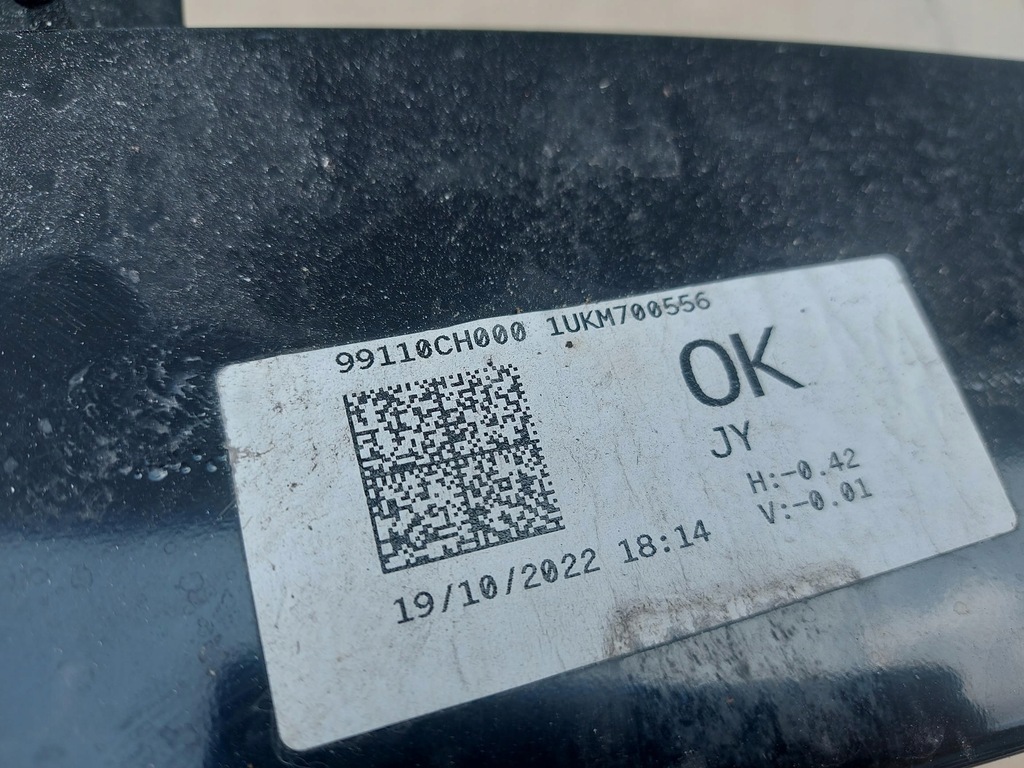 99110CH000 1UKM700556
OK
JY
H:-0.42
V:-0.01
19/10/2022 18:14